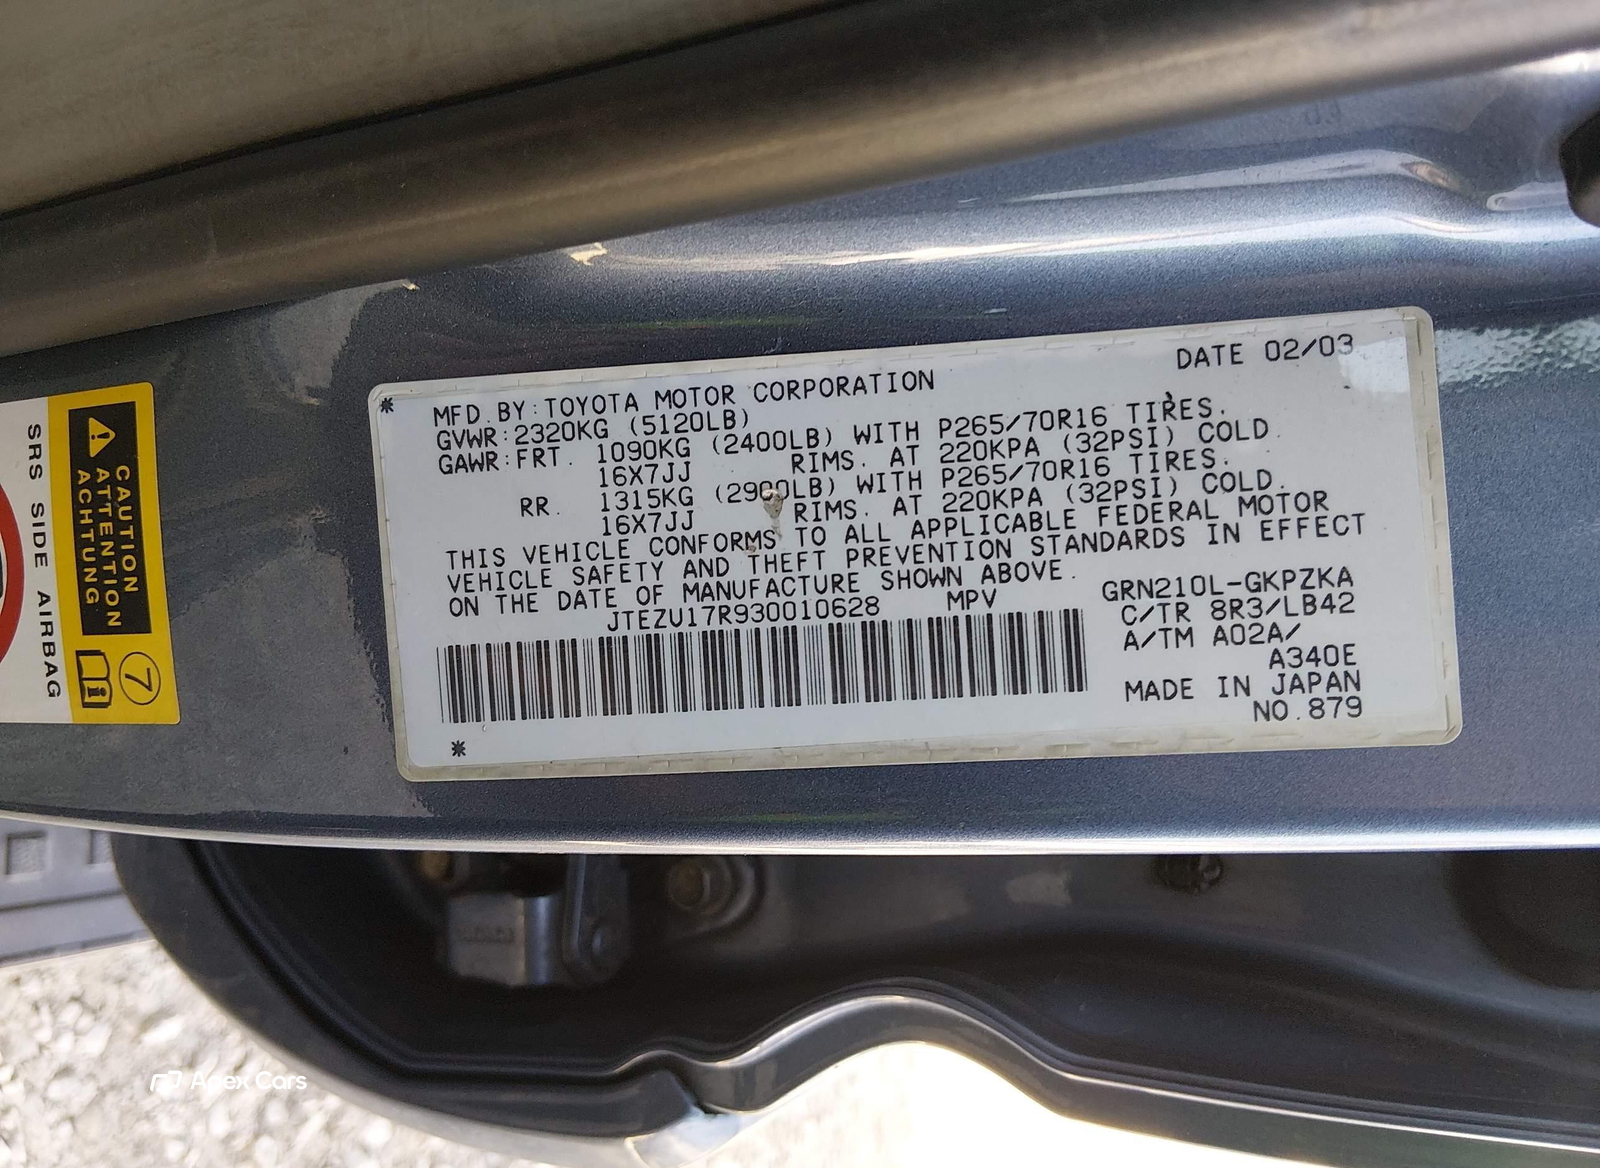 DATE 02/03
MFD. BY:TOYOTA MOTOR CORPORATION
GVWR:2320KG (5120LB)
GAWR:FRT. 1090KG (2400LB) WITH P265/70R16 TIRES.
16X7JJ RIMS. AT 220KPA (32PSI) COLD.
RR. 1315KG (2900LB) WITH P265/70R16 TIRES.
16X7JJ RIMS. AT 220KPA (32PSI) COLD.
THIS VEHICLE CONFORMS TO ALL APPLICABLE FEDERAL MOTOR
VEHICLE SAFETY AND THEFT PREVENTION STANDARDS IN EFFECT
ON THE DATE OF MANUFACTURE SHOWN ABOVE.
JTEZU17R930010628 MPV
GRN210L-GKPZKA
C/TR 8R3/LB42
A/TM A02A/
A340E
MADE IN JAPAN
NO.879
CAUTION
ATTENTION
ACHTUNG
7
SRS SIDE AIRBAG
Apex Cars